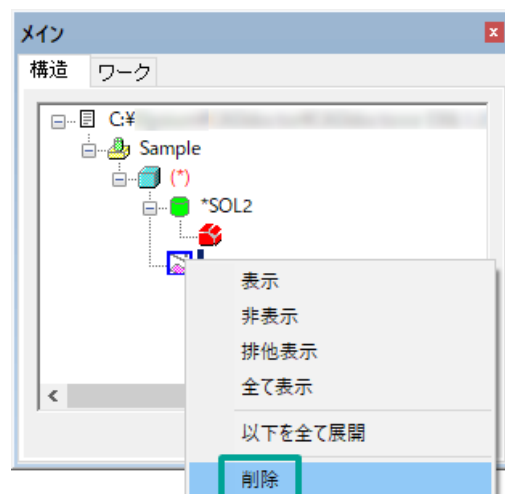 メイン
構造 ワーク
C:¥
Sample
(*)
*SOL2
表示
非表示
排他表示
全て表示
以下を全て展開
削除